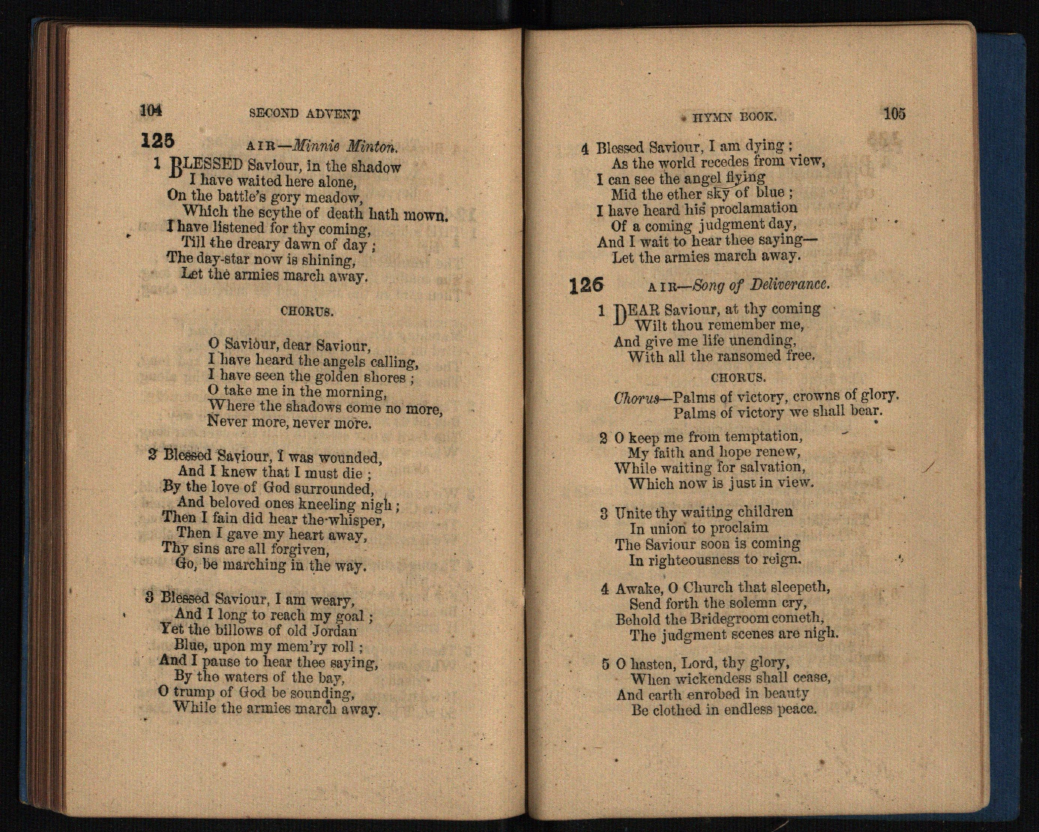 104 SECOND ADVENT
125 AIR—Minnie Minton.
1 BLESSED Saviour, in the shadow
I have waited here alone,
On the battle's gory meadow,
Which the scythe of death hath mown.
I have listened for thy coming,
Till the dreary dawn of day ;
The day-star now is shining,
Let the armies march away.
CHORUS.
O Saviour, dear Saviour,
I have heard the angels calling,
I have seen the golden shores ;
O take me in the morning,
Where the shadows come no more,
Never more, never more.
2 Blessed Saviour, I was wounded,
And I knew that I must die ;
By the love of God surrounded,
And beloved ones kneeling nigh ;
Then I fain did hear the whisper,
Then I gave my heart away,
Thy sins are all forgiven,
Go, be marching in the way.
3 Blessed Saviour, I am weary,
And I long to reach my goal ;
Yet the billows of old Jordan
Blue, upon my mem'ry roll ;
And I pause to hear thee saying,
By the waters of the bay,
O trump of God be sounding,
While the armies march away.
HYMN BOOK. 105
4 Blessed Saviour, I am dying ;
As the world recedes from view,
I can see the angel flying
Mid the ether sky of blue ;
I have heard his proclamation
Of a coming judgment day,
And I wait to hear thee saying—
Let the armies march away.
126 AIR—Song of Deliverance.
1 DEAR Saviour, at thy coming
Wilt thou remember me,
And give me life unending,
With all the ransomed free.
CHORUS.
Chorus—Palms of victory, crowns of glory.
Palms of victory we shall bear.
2 O keep me from temptation,
My faith and hope renew,
While waiting for salvation,
Which now is just in view.
3 Unite thy waiting children
In union to proclaim
The Saviour soon is coming
In righteousness to reign.
4 Awake, O Church that sleepeth,
Send forth the solemn cry,
Behold the Bridegroom cometh,
The judgment scenes are nigh.
5 O hasten, Lord, thy glory,
When wickendess shall cease,
And earth enrobed in beauty
Be clothed in endless peace.